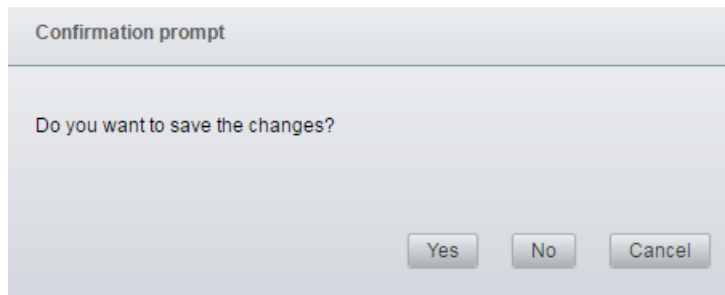 Confirmation prompt
Do you want to save the changes?
Yes No Cancel